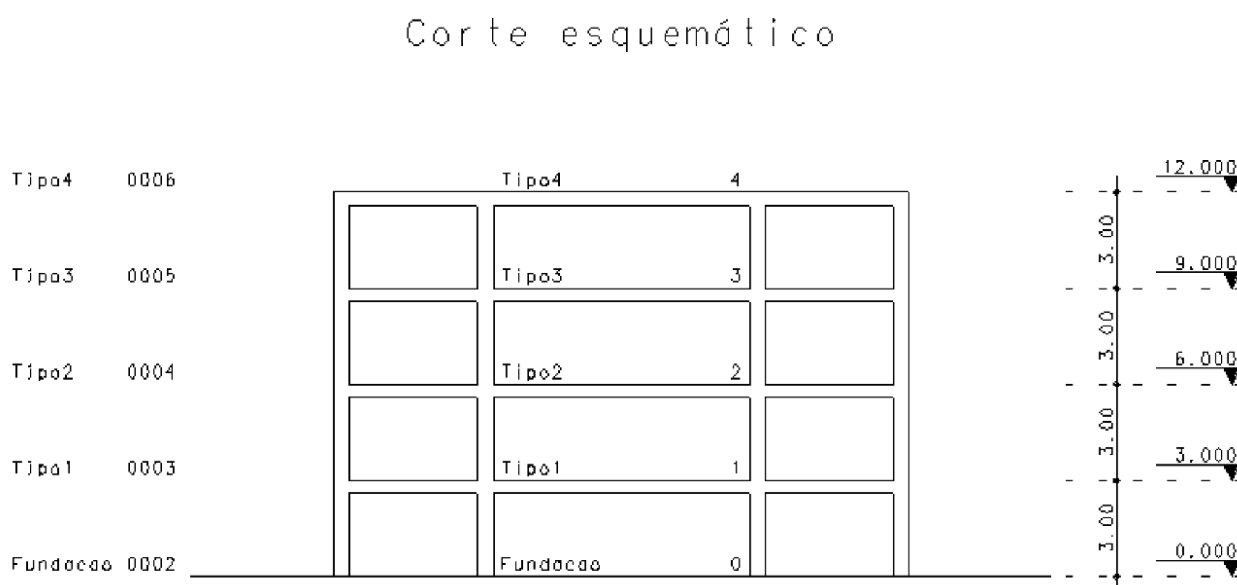 Corte esquemático
Tipo4 0006 Tipo4 4 12.000
3.00
Tipo3 0005 Tipo3 3 9.000
3.00
Tipo2 0004 Tipo2 2 6.000
3.00
Tipo1 0003 Tipo1 1 3.000
3.00
Fundacao 0002 Fundacao 0 0.000